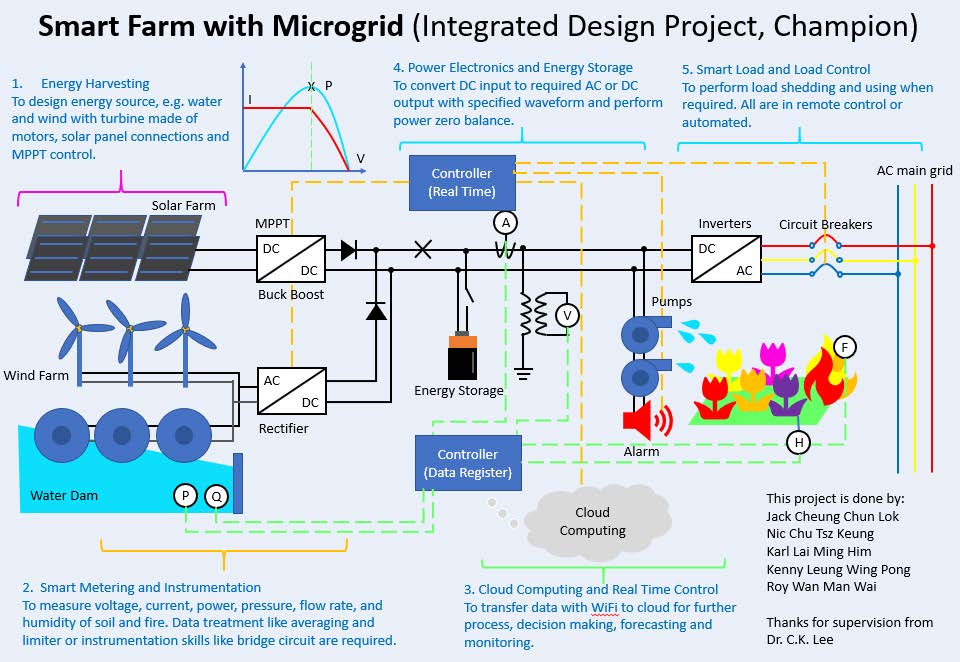 Smart Farm with Microgrid (Integrated Design Project, Champion)
1. Energy Harvesting
To design energy source, e.g. water
and wind with turbine made of
motors, solar panel connections and
MPPT control.
I
X P
V
4. Power Electronics and Energy Storage
To convert DC input to required AC or DC
output with specified waveform and perform
power zero balance.
5. Smart Load and Load Control
To perform load shedding and using when
required. All are in remote control or
automated.
AC main grid
Controller
(Real Time)
Solar Farm
MPPT
DC
DC
Buck Boost
A
Inverters
DC
AC
Circuit Breakers
Pumps
V
F
Wind Farm
AC
DC
Rectifier
Energy Storage
Alarm
H
Controller
(Data Register)
Water Dam
P
Q
Cloud
Computing
This project is done by:
Jack Cheung Chun Lok
Nic Chu Tsz Keung
Karl Lai Ming Him
Kenny Leung Wing Pong
Roy Wan Man Wai
Thanks for supervision from
Dr. C.K. Lee
2. Smart Metering and Instrumentation
To measure voltage, current, power, pressure, flow rate, and
humidity of soil and fire. Data treatment like averaging and
limiter or instrumentation skills like bridge circuit are required.
3. Cloud Computing and Real Time Control
To transfer data with WiFi to cloud for further
process, decision making, forecasting and
monitoring.